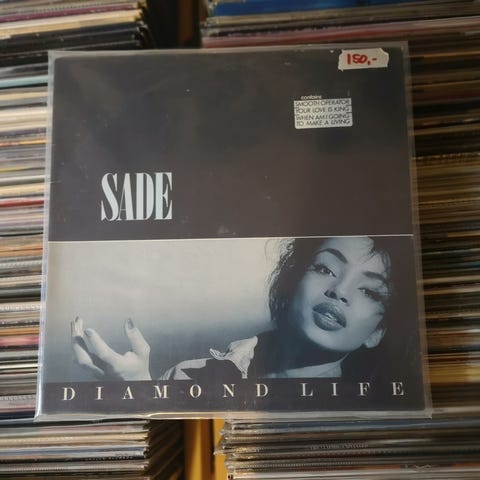 150,-
contains
SMOOTH OPERATOR
YOUR LOVE IS KING
WHEN AM I GOING
TO MAKE A LIVING
SADE
DIAMOND LIFE